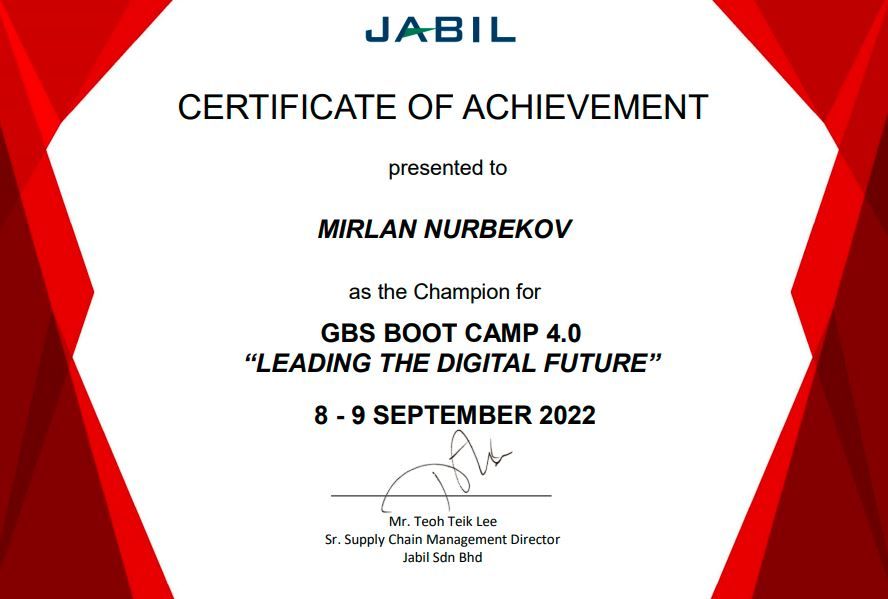 JABIL
CERTIFICATE OF ACHIEVEMENT
presented to
MIRLAN NURBEKOV
as the Champion for
GBS BOOT CAMP 4.0
“LEADING THE DIGITAL FUTURE”
8 - 9 SEPTEMBER 2022
Mr. Teoh Teik Lee
Sr. Supply Chain Management Director
Jabil Sdn Bhd